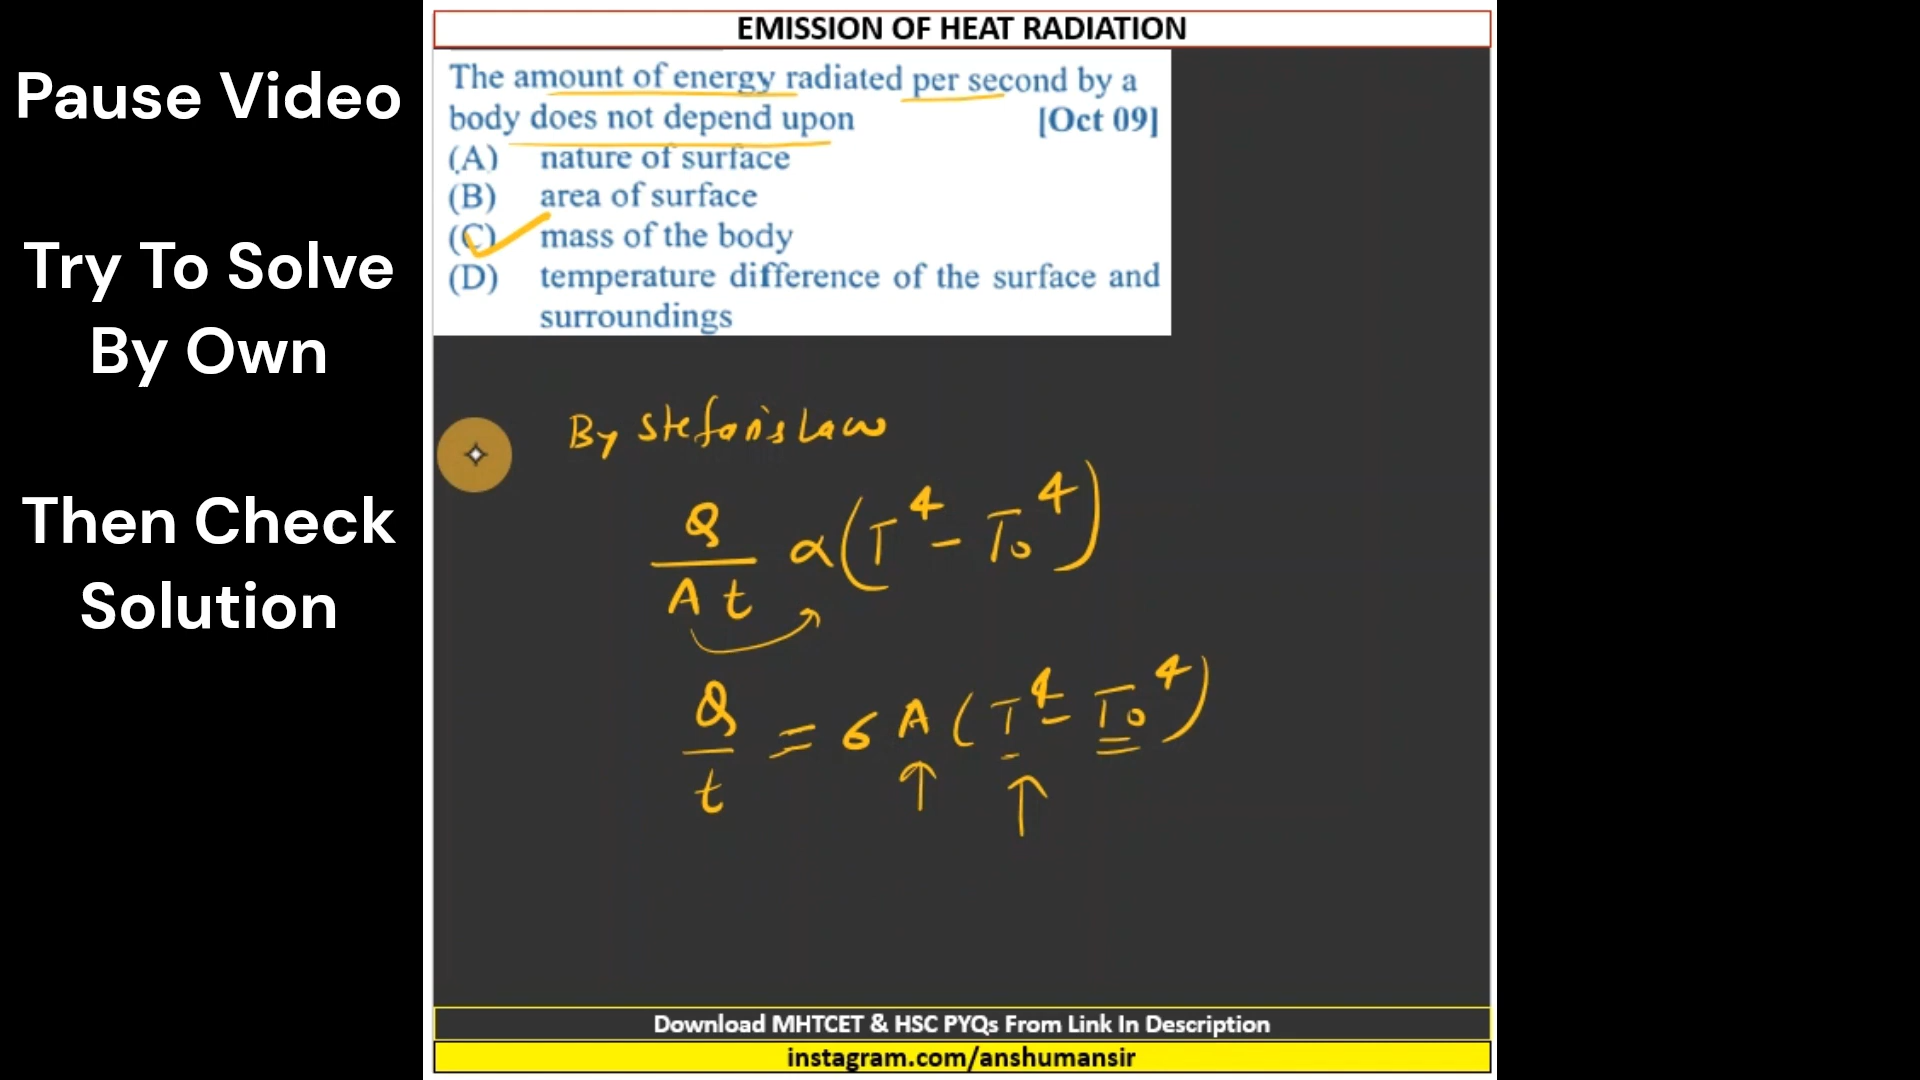 Pause Video
Try To Solve
By Own
Then Check
Solution
EMISSION OF HEAT RADIATION
The amount of energy radiated per second by a
body does not depend upon [Oct 09]
(A) nature of surface
(B) area of surface
(C) mass of the body
(D) temperature difference of the surface and
surroundings
By Stefan's Law
Q/At α (T⁴ - T₀⁴)
Q/t = σ A (T⁴ - T₀⁴)
Download MHTCET & HSC PYQs From Link In Description
instagram.com/anshumansir